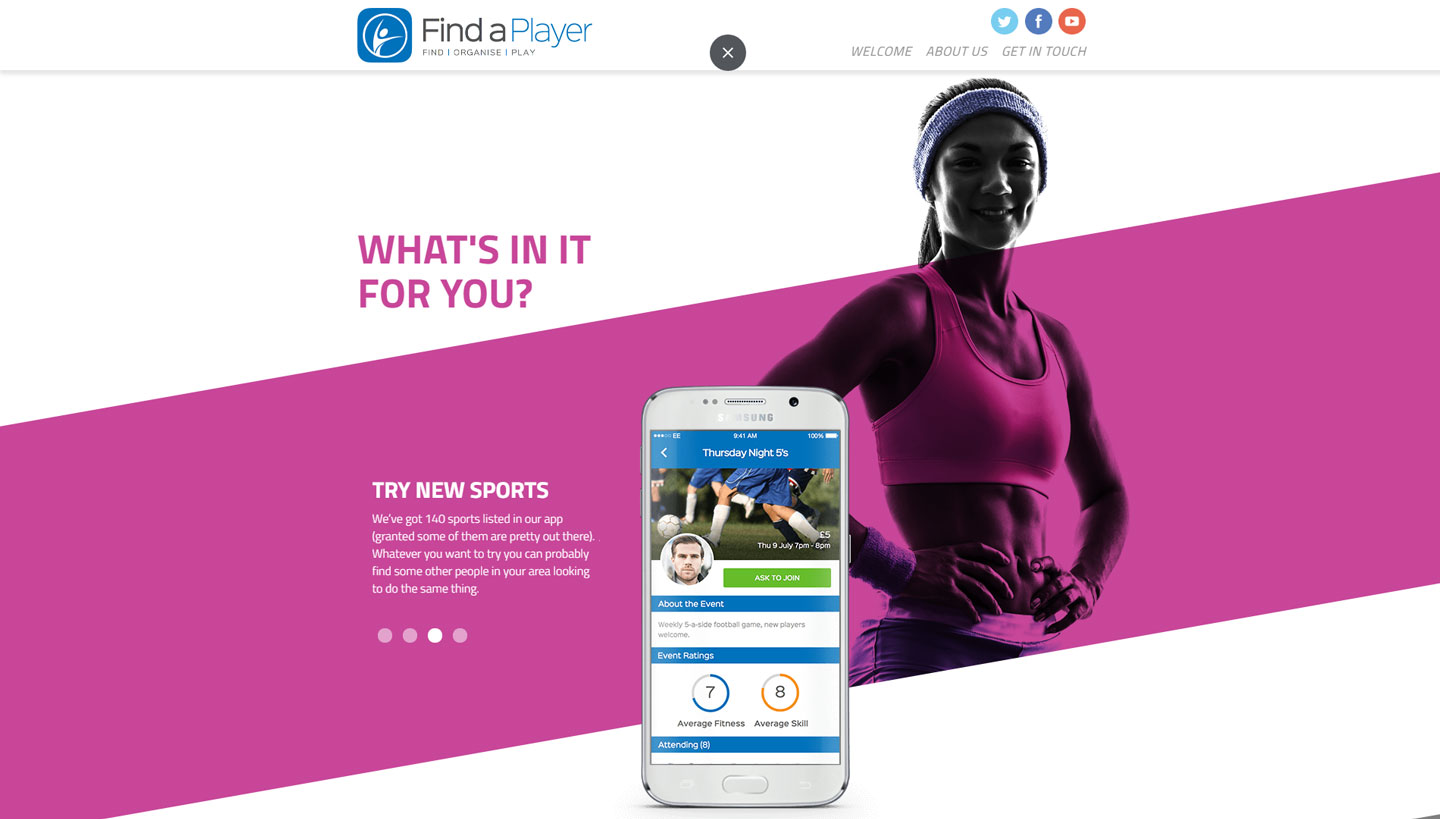 Find a Player
FIND | ORGANISE | PLAY
WELCOME ABOUT US GET IN TOUCH
WHAT'S IN IT
FOR YOU?
TRY NEW SPORTS
We've got 140 sports listed in our app
(granted some of them are pretty out there).
Whatever you want to try you can probably
find some other people in your area looking
to do the same thing.
SAMSUNG
EE 9:41 AM 100%
Thursday Night 5's
£5
Thu 9 July 7pm - 8pm
ASK TO JOIN
About the Event
Weekly 5-a-side football game, new players
welcome.
Event Ratings
7 8
Average Fitness Average Skill
Attending (8)